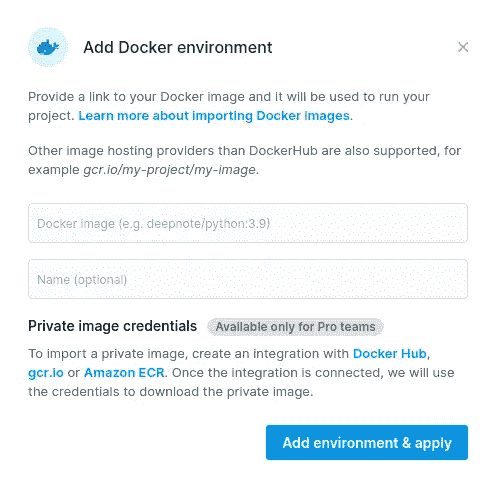 Add Docker environment
Provide a link to your Docker image and it will be used to run your
project. Learn more about importing Docker images.
Other image hosting providers than DockerHub are also supported, for
example gcr.io/my-project/my-image.
Docker image (e.g. deepnote/python:3.9)
Name (optional)
Private image credentials Available only for Pro teams
To import a private image, create an integration with Docker Hub,
gcr.io or Amazon ECR. Once the integration is connected, we will use
the credentials to download the private image.
Add environment & apply